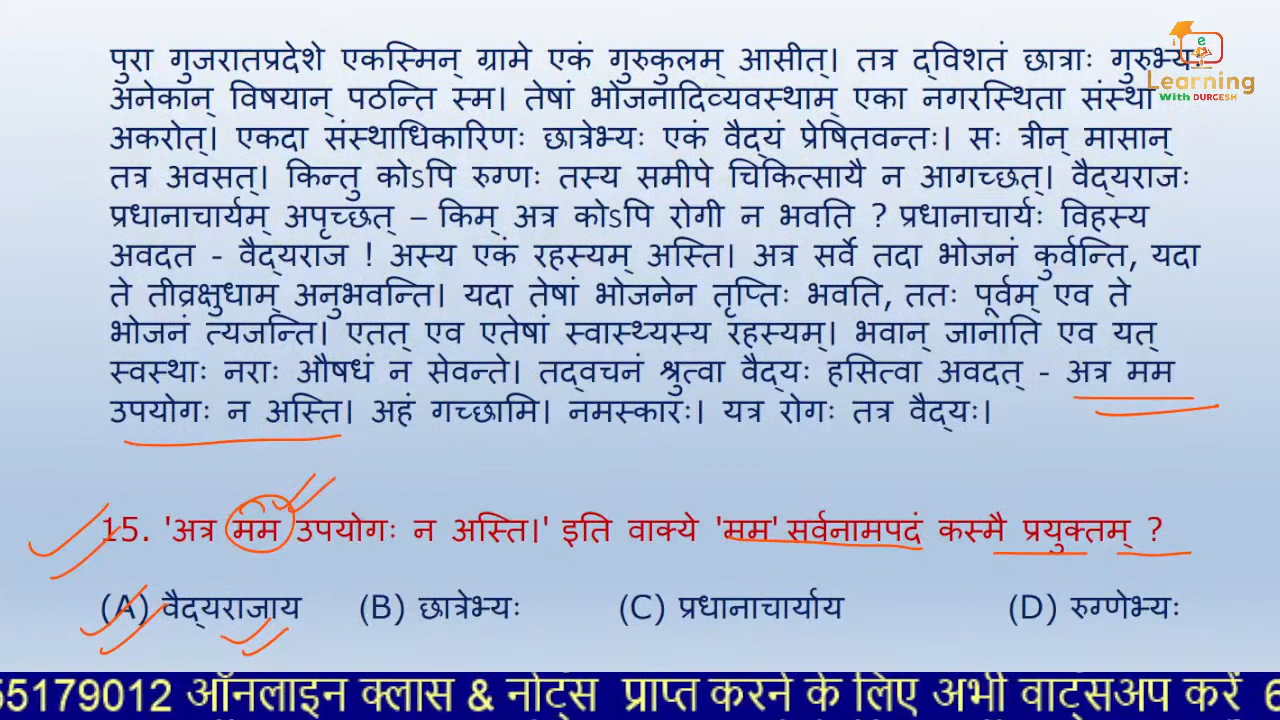 पुरा गुजरातप्रदेशे एकस्मिन् ग्रामे एकं गुरुकुलम् आसीत्। तत्र द्विशतं छात्राः गुरुभ्यः
अनेकान् विषयान् पठन्ति स्म। तेषां भोजनादिव्यवस्थाम् एका नगरस्थिता संस्था
अकरोत्। एकदा संस्थाधिकारिणः छात्रेभ्यः एकं वैद्यं प्रेषितवन्तः। सः त्रीन् मासान्
तत्र अवसत्। किन्तु कोऽपि रुग्णः तस्य समीपे चिकित्सायै न आगच्छत्। वैद्यराजः
प्रधानाचार्यम् अपृच्छत् – किम् अत्र कोऽपि रोगी न भवति ? प्रधानाचार्यः विहस्य
अवदत - वैद्यराज ! अस्य एकं रहस्यम् अस्ति। अत्र सर्वे तदा भोजनं कुर्वन्ति, यदा
ते तीव्रक्षुधाम् अनुभवन्ति। यदा तेषां भोजनेन तृप्तिः भवति, ततः पूर्वम् एव ते
भोजनं त्यजन्ति। एतत् एव एतेषां स्वास्थ्यस्य रहस्यम्। भवान् जानाति एव यत्
स्वस्थाः नराः औषधं न सेवन्ते। तद्वचनं श्रुत्वा वैद्यः हसित्वा अवदत् - अत्र मम
उपयोगः न अस्ति। अहं गच्छामि। नमस्कारः। यत्र रोगः तत्र वैद्यः।
e
Learning
With DURGESH
15. 'अत्र मम उपयोगः न अस्ति।' इति वाक्ये 'मम' सर्वनामपदं कस्मै प्रयुक्तम् ?
(A) वैद्यराजाय (B) छात्रेभ्यः (C) प्रधानाचार्याय (D) रुग्णेभ्यः
55179012 ऑनलाइन क्लास & नोट्स प्राप्त करने के लिए अभी वाट्सअप करें 6